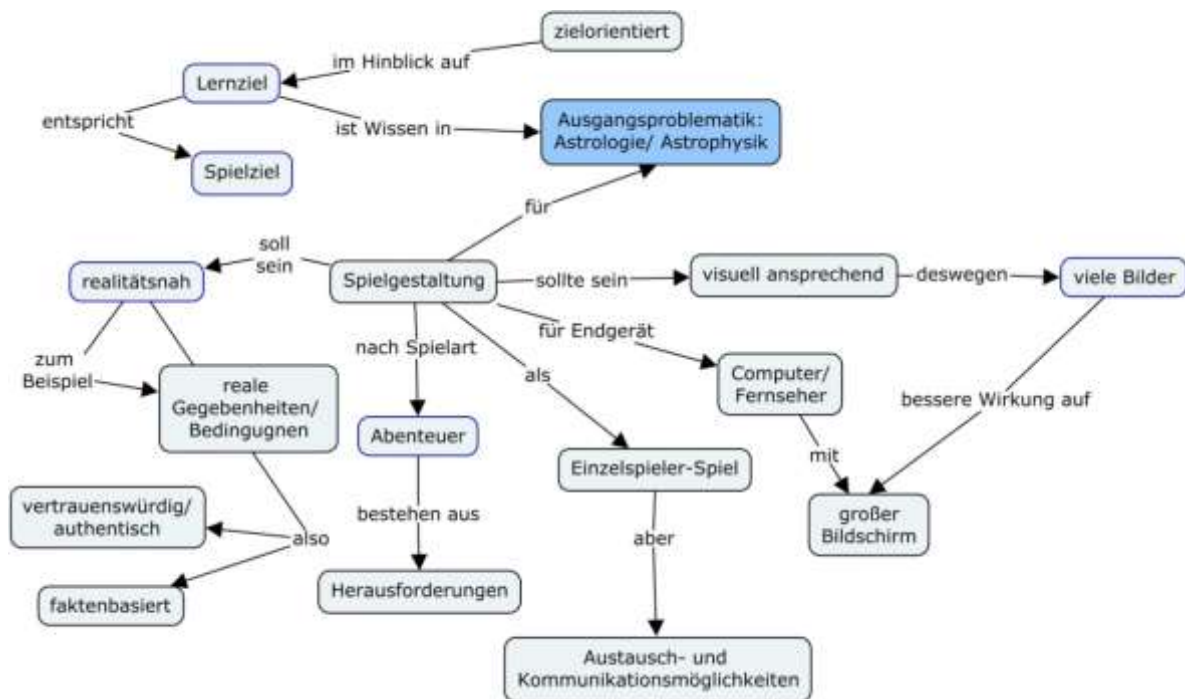 zielorientiert
im Hinblick auf
Lernziel
entspricht
ist Wissen in
Ausgangsproblematik:
Astrologie/ Astrophysik
Spielziel
für
soll
sein
realitätsnah
Spielgestaltung
sollte sein
visuell ansprechend
deswegen
viele Bilder
für Endgerät
zum
Beispiel
nach Spielart
als
reale
Gegebenheiten/
Bedingugnen
Computer/
Fernseher
bessere Wirkung auf
Abenteuer
mit
Einzelspieler-Spiel
vertrauenswürdig/
authentisch
bestehen aus
großer
Bildschirm
also
aber
faktenbasiert
Herausforderungen
Austausch- und
Kommunikationsmöglichkeiten